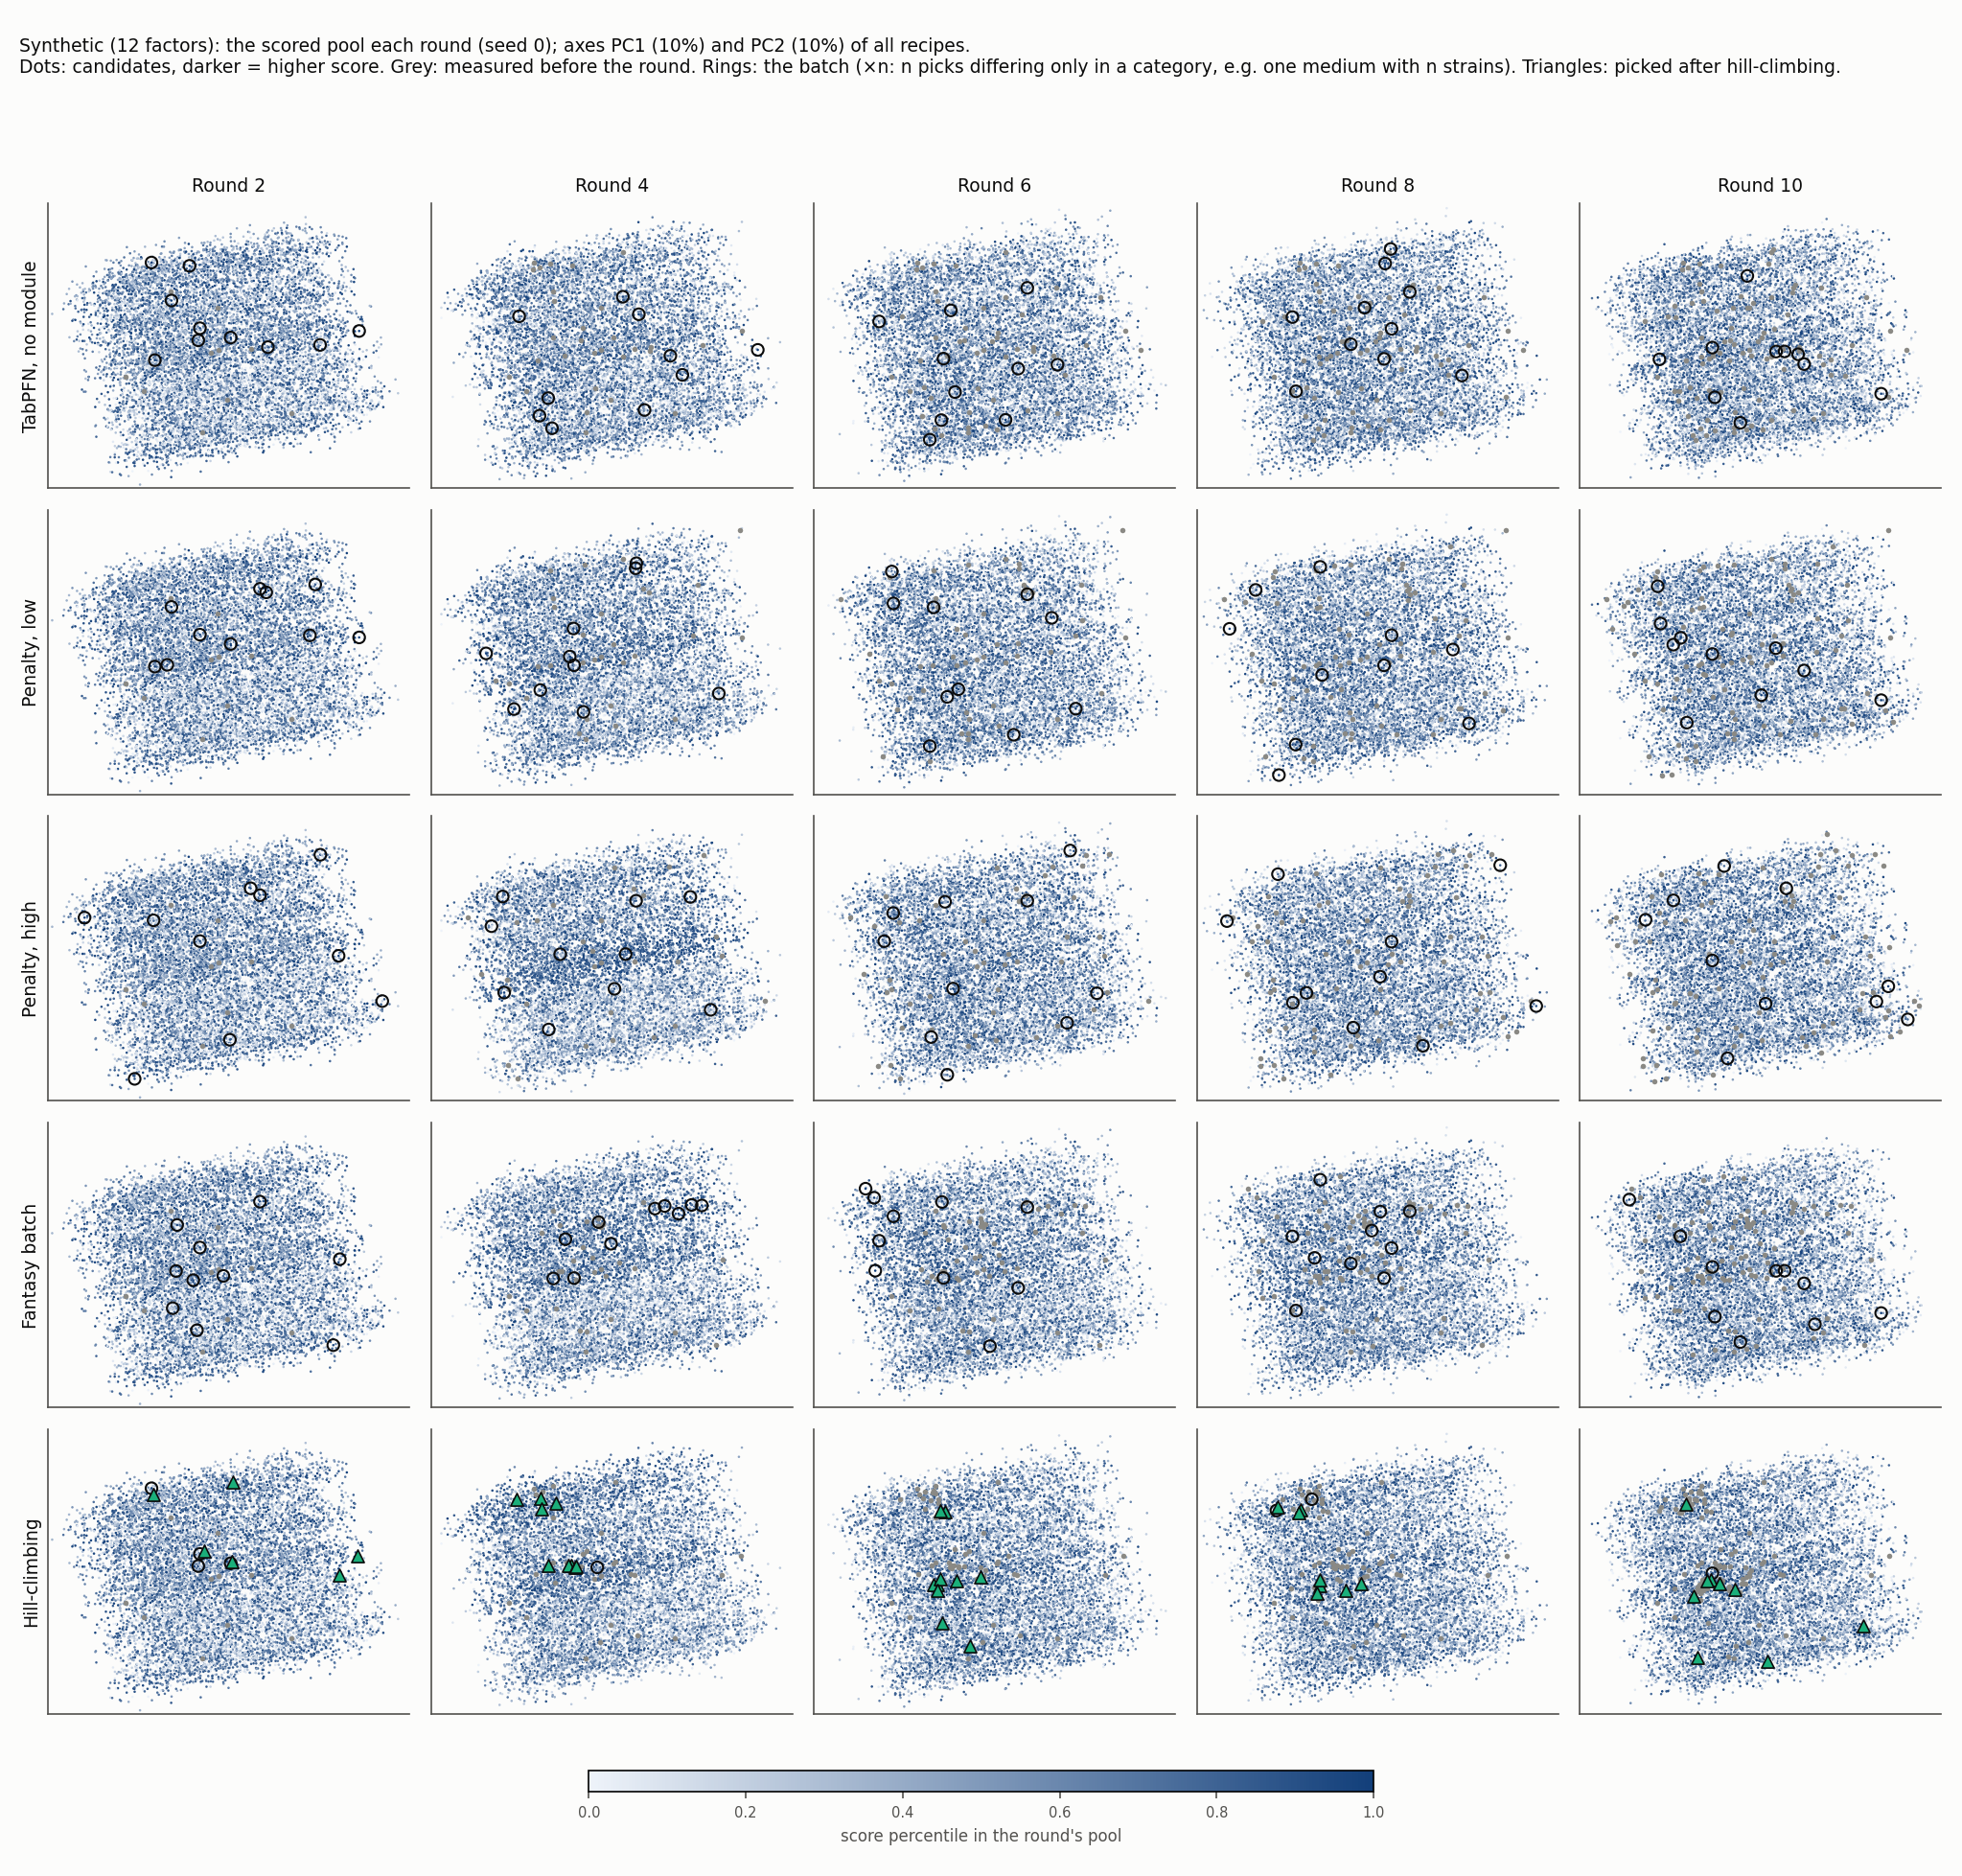 Synthetic (12 factors): the scored pool each round (seed 0); axes PC1 (10%) and PC2 (10%) of all recipes.
Dots: candidates, darker = higher score. Grey: measured before the round. Rings: the batch (×n: n picks differing only in a category, e.g. one medium with n strains). Triangles: picked after hill-climbing.
Round 2
Round 4
Round 6
Round 8
Round 10
TabPFN, no module
Penalty, low
Penalty, high
Fantasy batch
Hill-climbing
0.0
0.2
0.4
0.6
0.8
1.0
score percentile in the round's pool